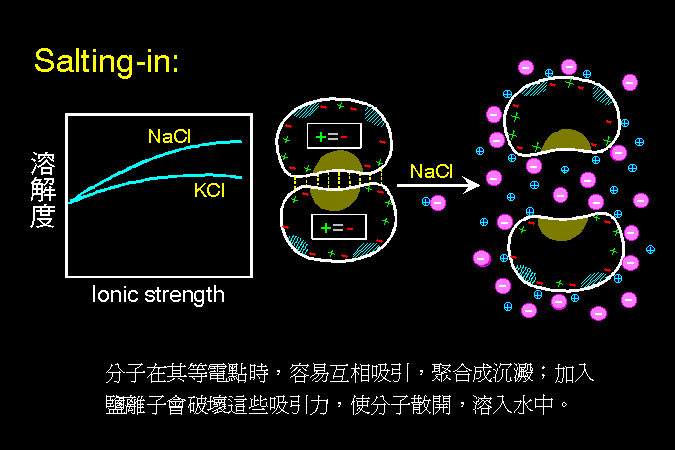 Salting-in:
NaCl
KCl
溶解度
Ionic strength
+=-
+=-
NaCl
分子在其等電點時，容易互相吸引，聚合成沉澱；加入
鹽離子會破壞這些吸引力，使分子散開，溶入水中。